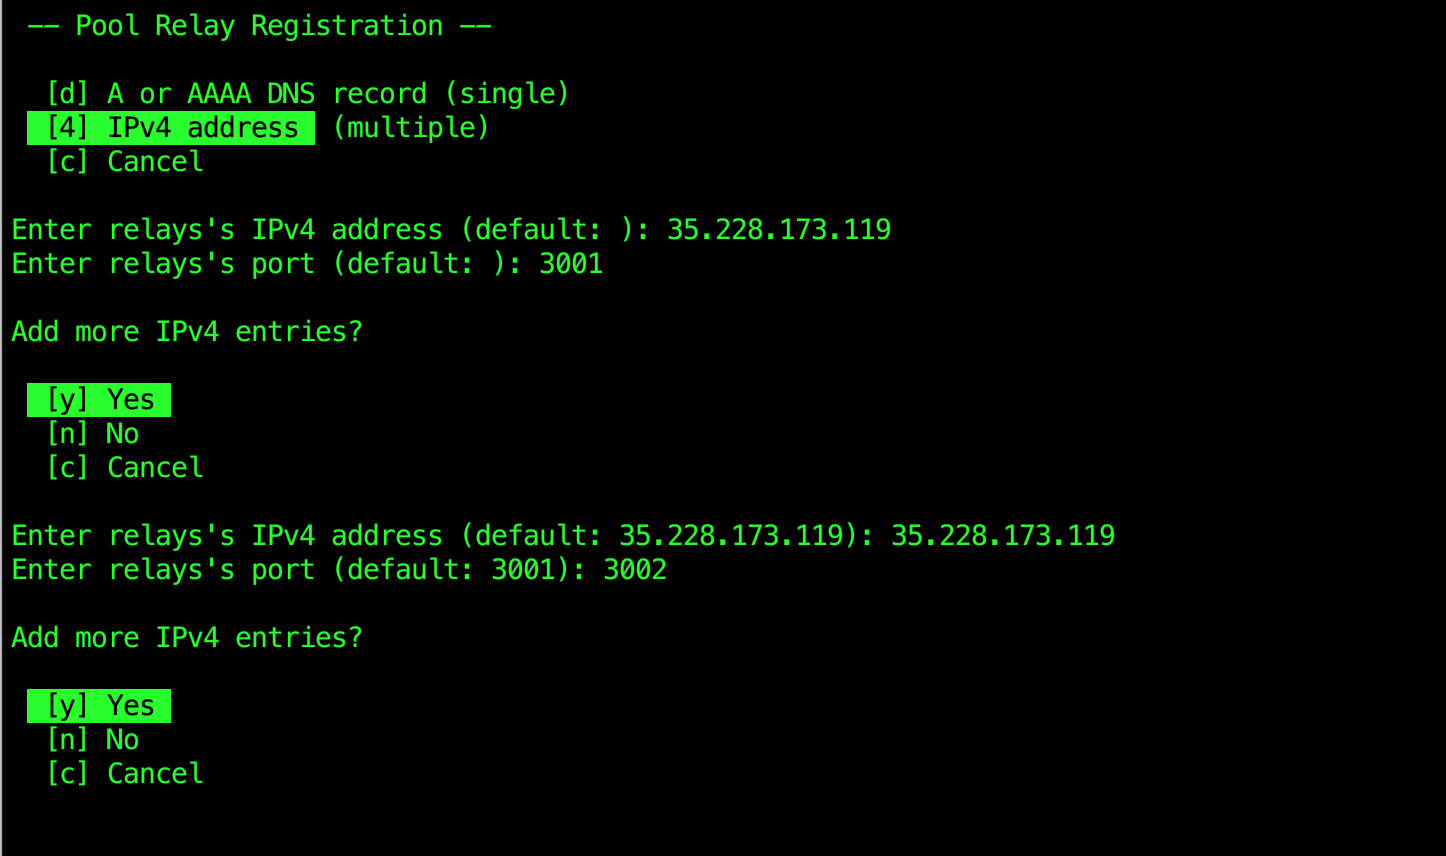 ── Pool Relay Registration ──
[d] A or AAAA DNS record (single)
[4] IPv4 address (multiple)
[c] Cancel
Enter relays's IPv4 address (default: ): 35.228.173.119
Enter relays's port (default: ): 3001
Add more IPv4 entries?
[y] Yes
[n] No
[c] Cancel
Enter relays's IPv4 address (default: 35.228.173.119): 35.228.173.119
Enter relays's port (default: 3001): 3002
Add more IPv4 entries?
[y] Yes
[n] No
[c] Cancel